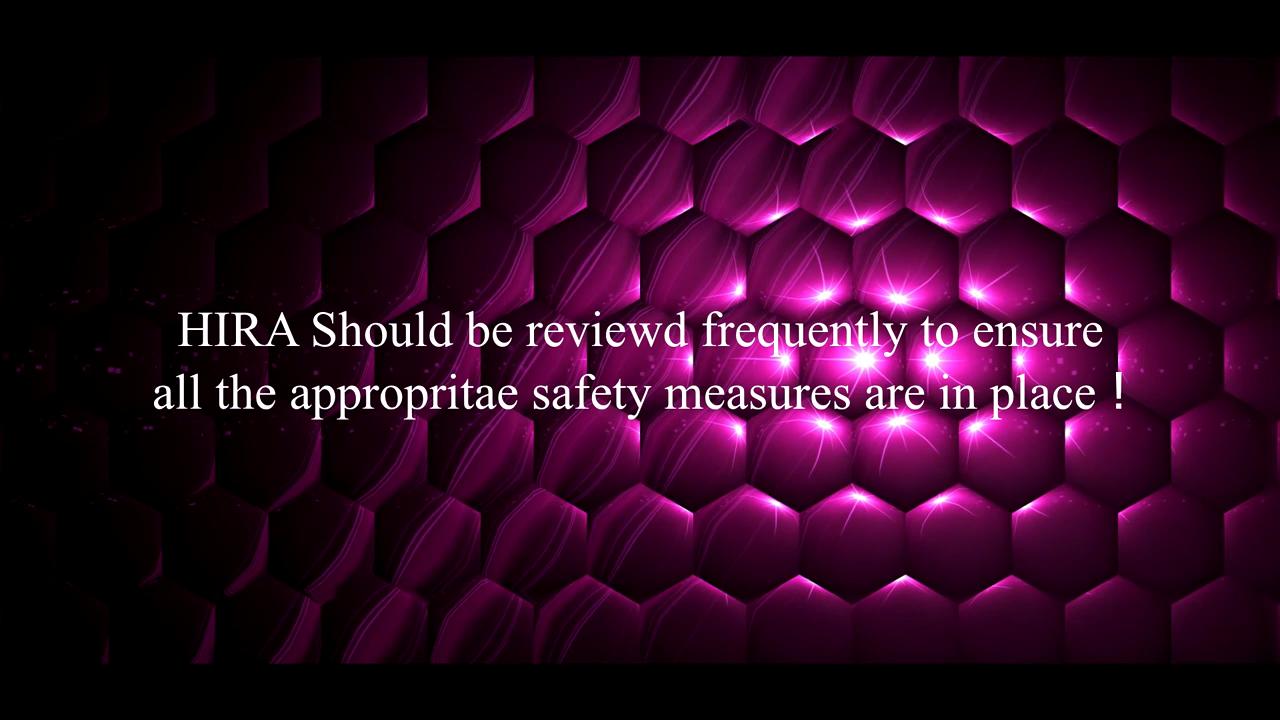 HIRA Should be reviewd frequently to ensure
all the appropritae safety measures are in place !